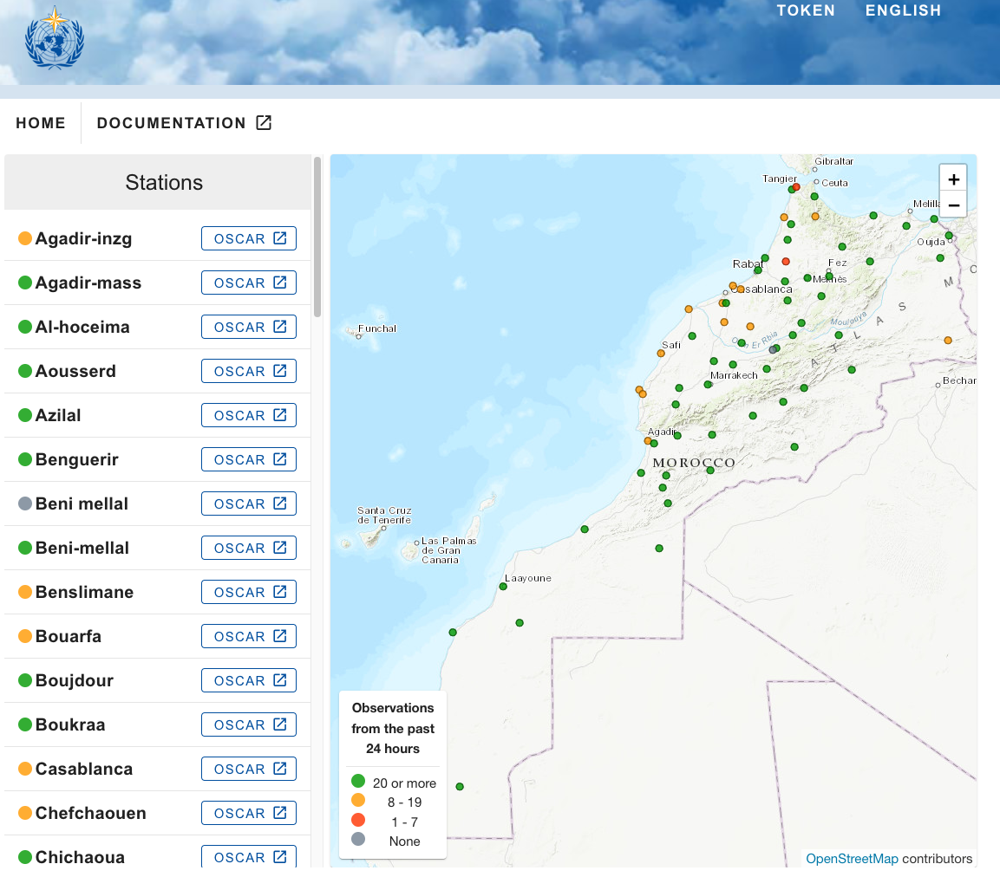 TOKEN ENGLISH
HOME DOCUMENTATION
Stations
Agadir-inzg OSCAR
Agadir-mass OSCAR
Al-hoceima OSCAR
Aousserd OSCAR
Azilal OSCAR
Benguerir OSCAR
Beni mellal OSCAR
Beni-mellal OSCAR
Benslimane OSCAR
Bouarfa OSCAR
Boujdour OSCAR
Boukraa OSCAR
Casablanca OSCAR
Chefchaouen OSCAR
Chichaoua OSCAR
Gibraltar
Tangier
Ceuta
+
−
Melilla
Oujda
Rabat
Fez
Meknès
Casablanca
M
O
S
A
L
T
A
Moulouya
Oum Er Rbia
Funchal
Safi
Marrakech
Bechar
Agadir
MOROCCO
Santa Cruz
de Tenerife
Las Palmas
de Gran
Canaria
Laayoune
Observations
from the past
24 hours
20 or more
8 - 19
1 - 7
None
OpenStreetMap contributors